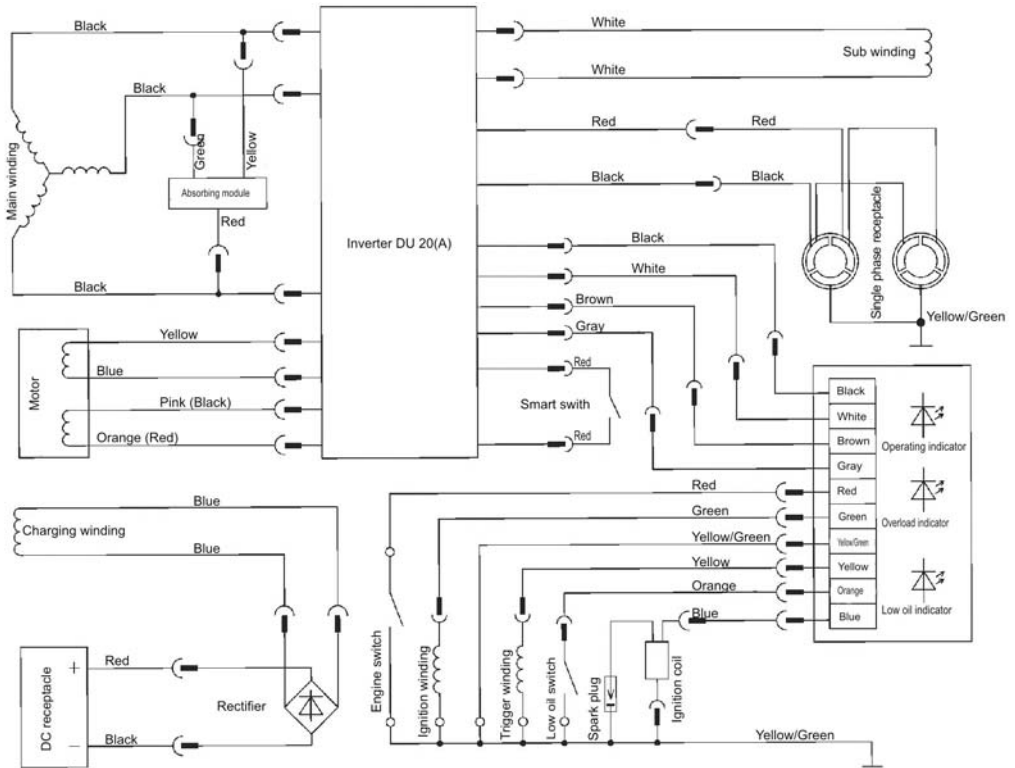 Black
White
Sub winding
White
Black
Main winding
Green
Yellow
Absorbing module
Red
Black
Inverter DU 20(A)
Red
Red
Black
Black
Single phase receptacle
Yellow/Green
Black
White
Brown
Gray
Red
Smart swith
Red
Motor
Yellow
Blue
Pink (Black)
Orange (Red)
Black
White
Brown
Gray
Red
Green
Yellow/Green
Yellow
Orange
Blue
Operating indicator
Overload indicator
Low oil indicator
Red
Green
Yellow/Green
Yellow
Orange
Blue
Blue
Charging winding
Blue
DC receptacle
+
−
Red
Black
Rectifier
Engine switch
Ignition winding
Trigger winding
Low oil switch
Spark plug
Ignition coil
Yellow/Green